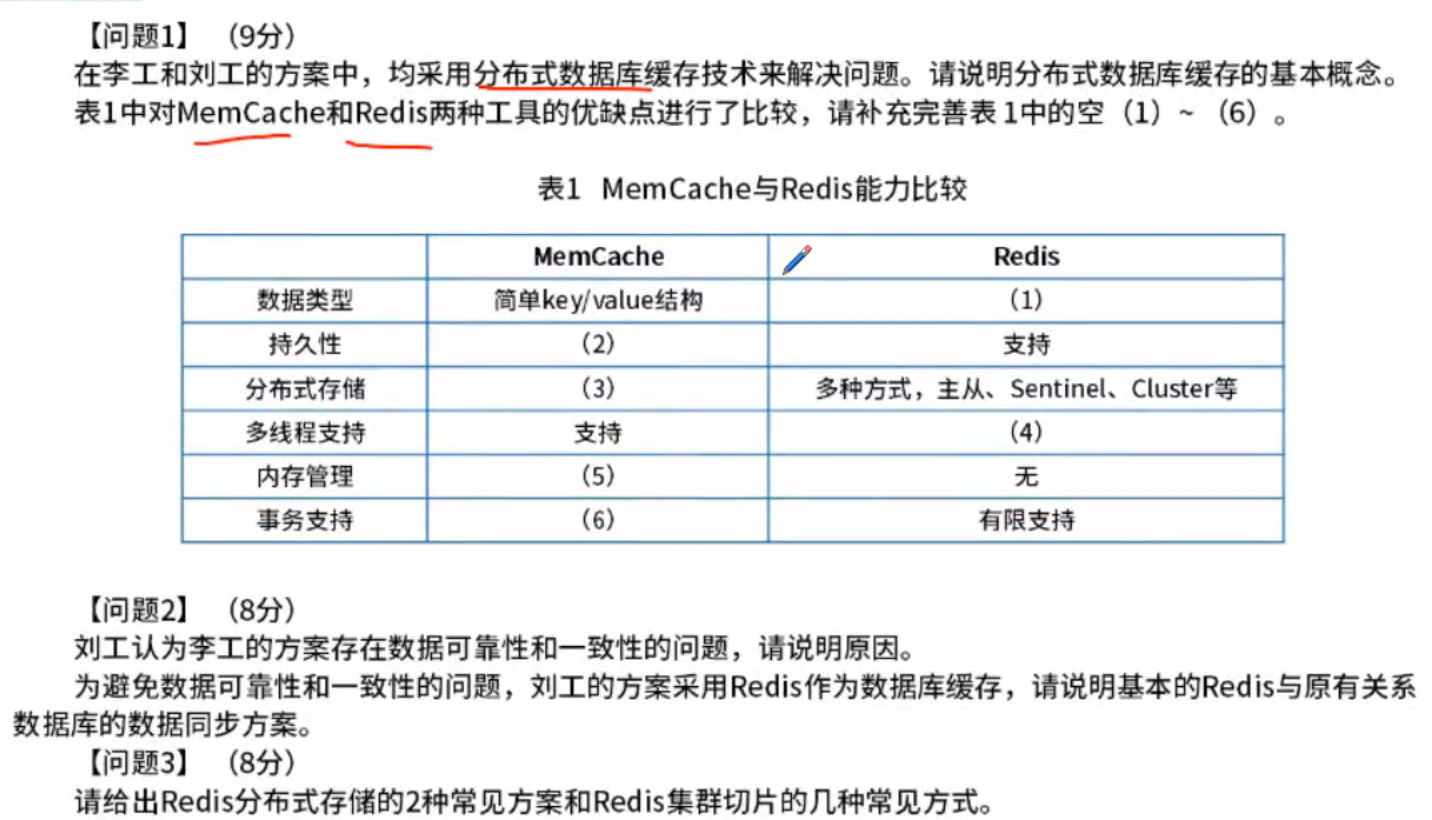 【问题1】（9分）
在李工和刘工的方案中，均采用分布式数据库缓存技术来解决问题。请说明分布式数据库缓存的基本概念。
表1中对MemCache和Redis两种工具的优缺点进行了比较，请补充完善表 1中的空（1）~ （6）。
表1 MemCache与Redis能力比较
MemCache Redis
数据类型 简单key/value结构 （1）
持久性 （2） 支持
分布式存储 （3） 多种方式，主从、Sentinel、Cluster等
多线程支持 支持 （4）
内存管理 （5） 无
事务支持 （6） 有限支持
【问题2】（8分）
刘工认为李工的方案存在数据可靠性和一致性的问题，请说明原因。
为避免数据可靠性和一致性的问题，刘工的方案采用Redis作为数据库缓存，请说明基本的Redis与原有关系
数据库的数据同步方案。
【问题3】（8分）
请给出Redis分布式存储的2种常见方案和Redis集群切片的几种常见方式。